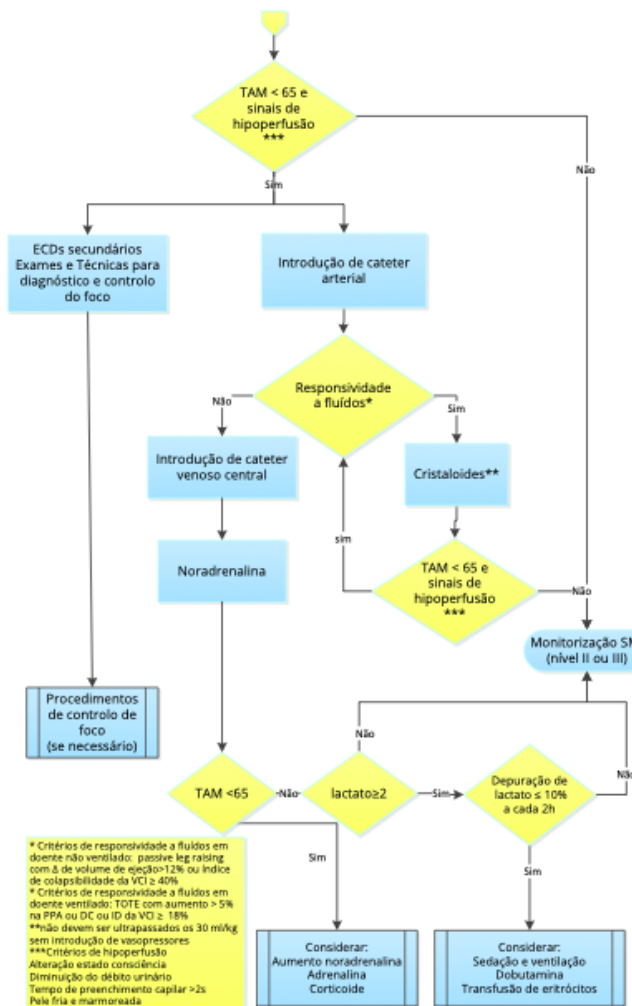 TAM < 65 e
sinais de
hipoperfusão
***
Não
Sim
ECDs secundários
Exames e Técnicas para
diagnóstico e controlo
do foco
Introdução de cateter
arterial
Responsividade
a fluídos*
Não
Sim
Introdução de cateter
venoso central
Cristaloides**
Noradrenalina
sim
TAM < 65 e
sinais de
hipoperfusão
***
Não
Monitorização SM
(nível II ou III)
Procedimentos
de controlo de
foco
(se necessário)
Não
TAM <65
Não
lactato≥2
Sim
Depuração de
lactato ≤ 10%
a cada 2h
Não
Sim
Sim
* Critérios de responsividade a fluídos em
doente não ventilado: passive leg raising
com Δ de volume de ejeção>12% ou índice
de colapsibilidade da VCI ≥ 40%
* Critérios de responsividade a fluídos em
doente ventilado: TOTE com aumento > 5%
na PPA ou DC ou ID da VCI ≥ 18%
**não devem ser ultrapassados os 30 ml/kg
sem introdução de vasopressores
***Critérios de hipoperfusão
Alteração estado consciência
Diminuição do débito urinário
Tempo de preenchimento capilar >2s
Pele fria e marmoreada
Considerar:
Aumento noradrenalina
Adrenalina
Corticoide
Considerar:
Sedação e ventilação
Dobutamina
Transfusão de eritrócitos